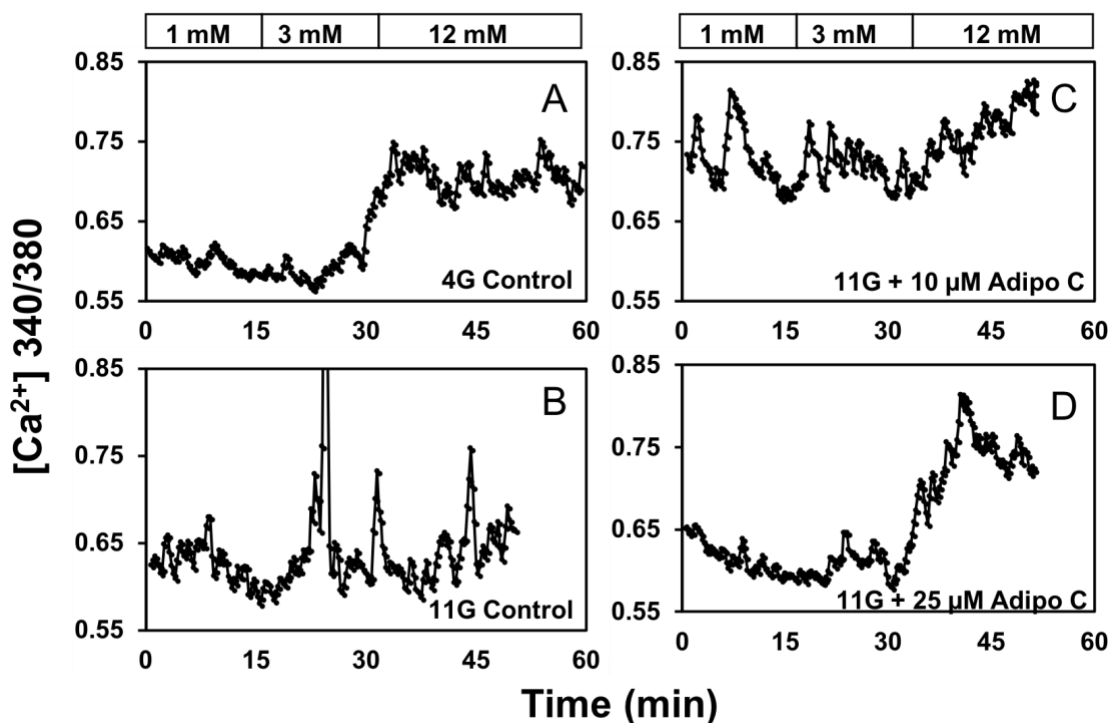 1 mM 3 mM 12 mM
1 mM 3 mM 12 mM
[Ca²⁺] 340/380
0.85
0.75
0.65
0.55
A
4G Control
0 15 30 45 60
0.85
0.75
0.65
0.55
C
11G + 10 µM Adipo C
0 15 30 45 60
0.85
0.75
0.65
0.55
B
11G Control
0 15 30 45 60
0.85
0.75
0.65
0.55
D
11G + 25 µM Adipo C
0 15 30 45 60
Time (min)